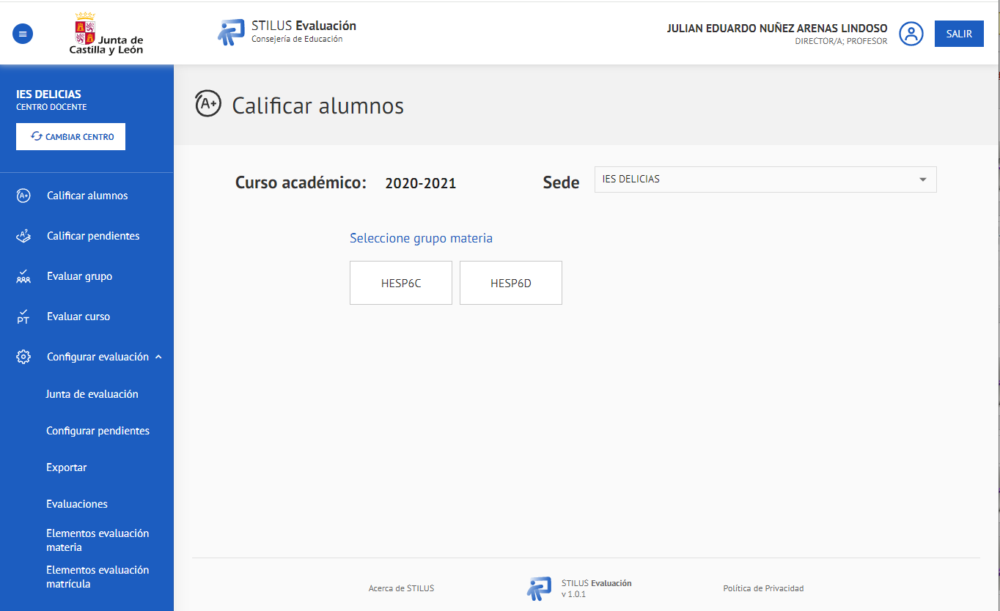 Junta de
Castilla y León
STILUS Evaluación
Consejería de Educación
JULIAN EDUARDO NUÑEZ ARENAS LINDOSO
DIRECTOR/A; PROFESOR
SALIR
IES DELICIAS
CENTRO DOCENTE
CAMBIAR CENTRO
A+ Calificar alumnos
A? Calificar pendientes
Evaluar grupo
PT Evaluar curso
Configurar evaluación
Junta de evaluación
Configurar pendientes
Exportar
Evaluaciones
Elementos evaluación
materia
Elementos evaluación
matrícula
A+ Calificar alumnos
Curso académico: 2020-2021
Sede IES DELICIAS
Seleccione grupo materia
HESP6C HESP6D
Acerca de STILUS
STILUS Evaluación
v 1.0.1
Política de Privacidad